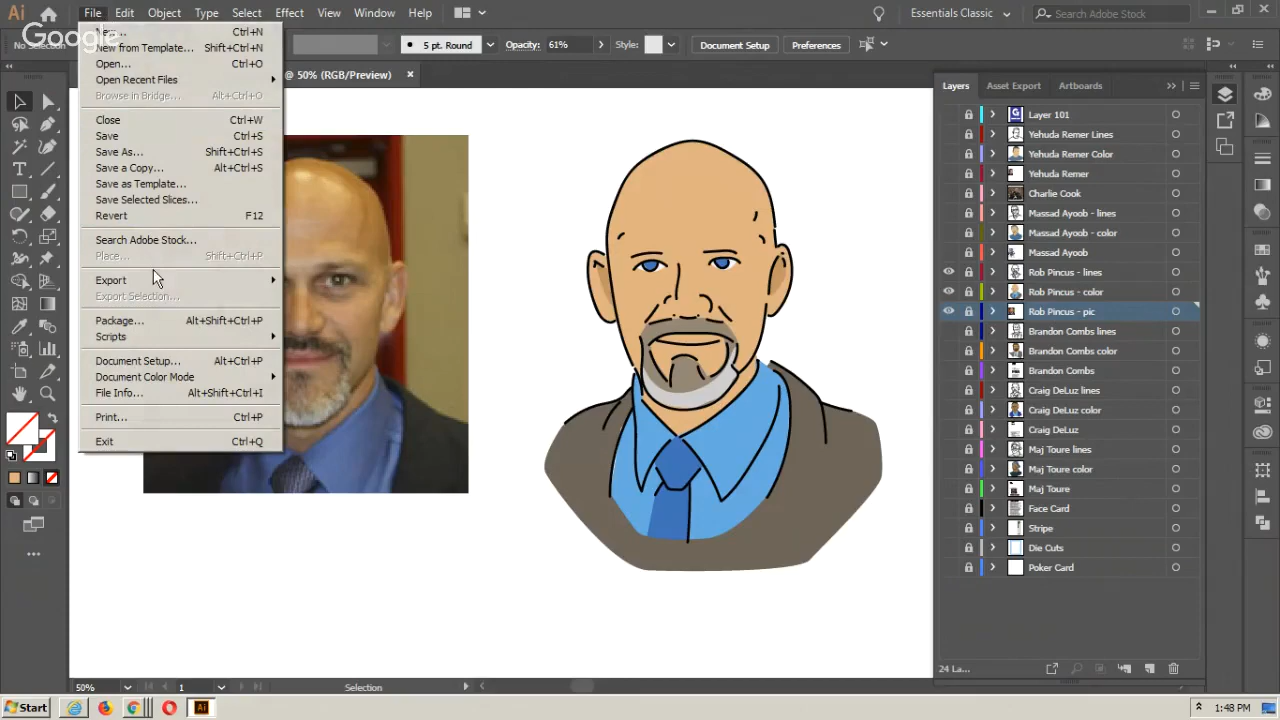 Ai File Edit Object Type Select Effect View Window Help Essentials Classic Search Adobe Stock
Google
No Selection 5 pt. Round Opacity: 61% Style: Document Setup Preferences
@ 50% (RGB/Preview)
Ctrl+N
New from Template... Shift+Ctrl+N
Open... Ctrl+O
Open Recent Files
Browse in Bridge... Alt+Ctrl+O
Close Ctrl+W
Save Ctrl+S
Save As... Shift+Ctrl+S
Save a Copy... Alt+Ctrl+S
Save as Template...
Save Selected Slices...
Revert F12
Search Adobe Stock...
Place... Shift+Ctrl+P
Export
Export Selection...
Package... Alt+Shift+Ctrl+P
Scripts
Document Setup... Alt+Ctrl+P
Document Color Mode
File Info... Alt+Shift+Ctrl+I
Print... Ctrl+P
Exit Ctrl+Q
Layers Asset Export Artboards
Layer 101
Yehuda Remer Lines
Yehuda Remer Color
Yehuda Remer
Charlie Cook
Massad Ayoob - lines
Massad Ayoob - color
Massad Ayoob
Rob Pincus - lines
Rob Pincus - color
Rob Pincus - pic
Brandon Combs lines
Brandon Combs color
Brandon Combs
Craig DeLuz lines
Craig DeLuz color
Craig DeLuz
Maj Toure lines
Maj Toure color
Maj Toure
Face Card
Stripe
Die Cuts
Poker Card
24 La...
50% 1 Selection
Start Ai 1:48 PM